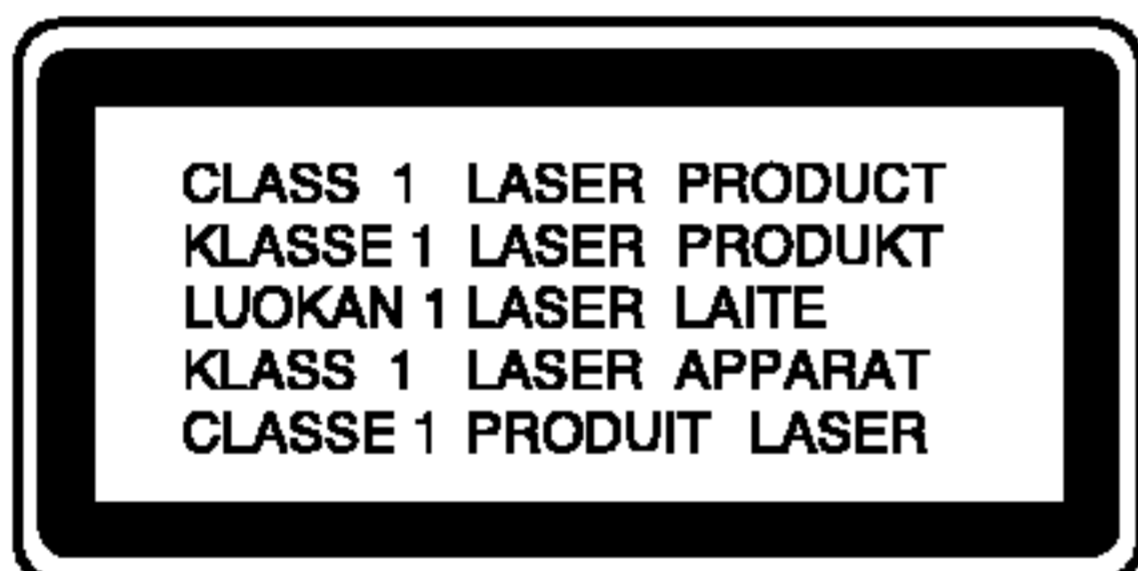 CLASS 1 LASER PRODUCT
KLASSE 1 LASER PRODUKT
LUOKAN 1 LASER LAITE
KLASS 1 LASER APPARAT
CLASSE 1 PRODUIT LASER